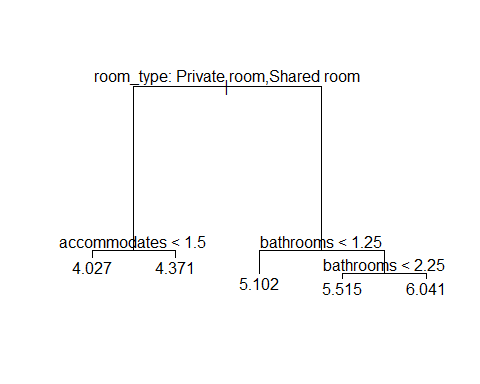 room_type: Private room,Shared room
accommodates < 1.5
bathrooms < 1.25
4.027
4.371
5.102
bathrooms < 2.25
5.515
6.041